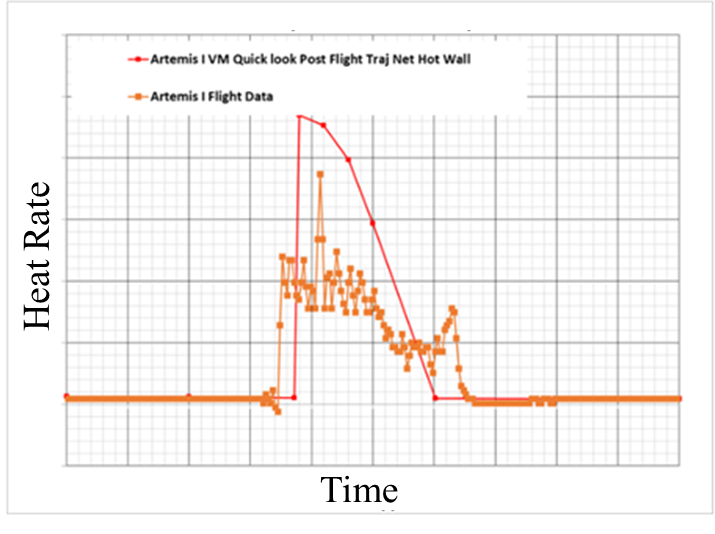 Artemis I VM Quick look Post Flight Traj Net Hot Wall
Artemis I Flight Data
Heat Rate
Time